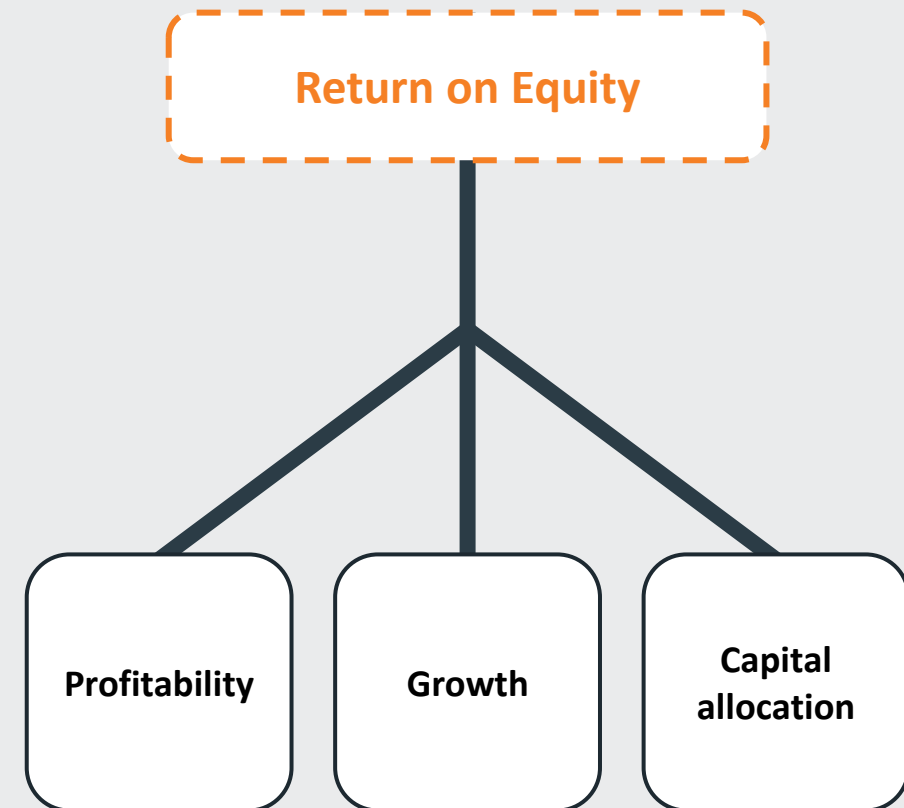 Return on Equity
Profitability
Growth
Capital
allocation